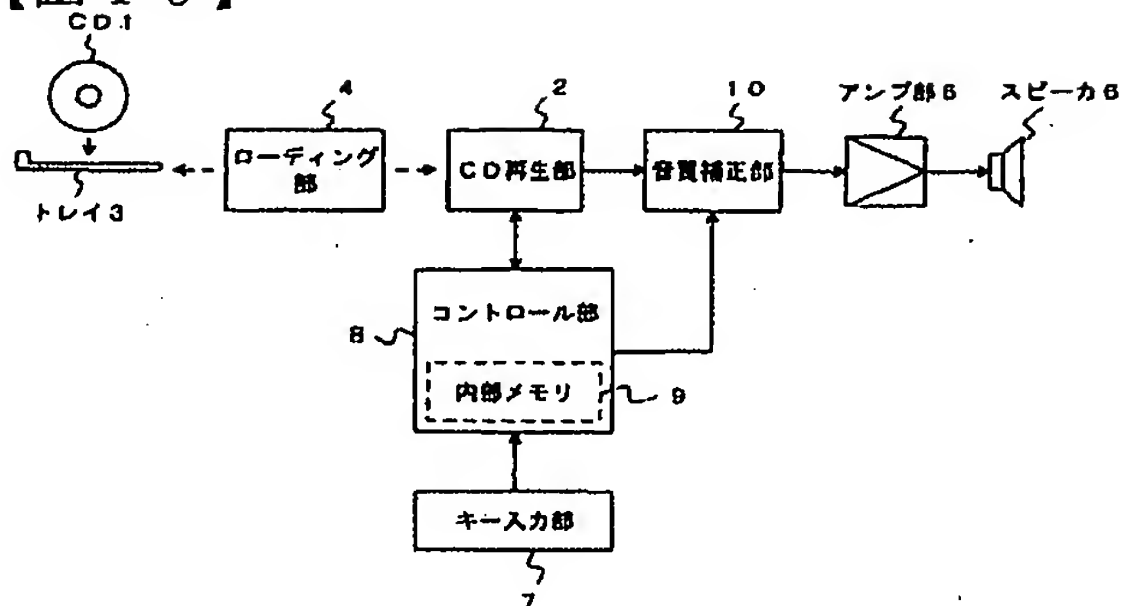 CD1
4
2
10
アンプ部6
スピーカ6
ローディング部
CD再生部
音質補正部
トレイ3
コントロール部
8
内部メモリ
9
キー入力部
7